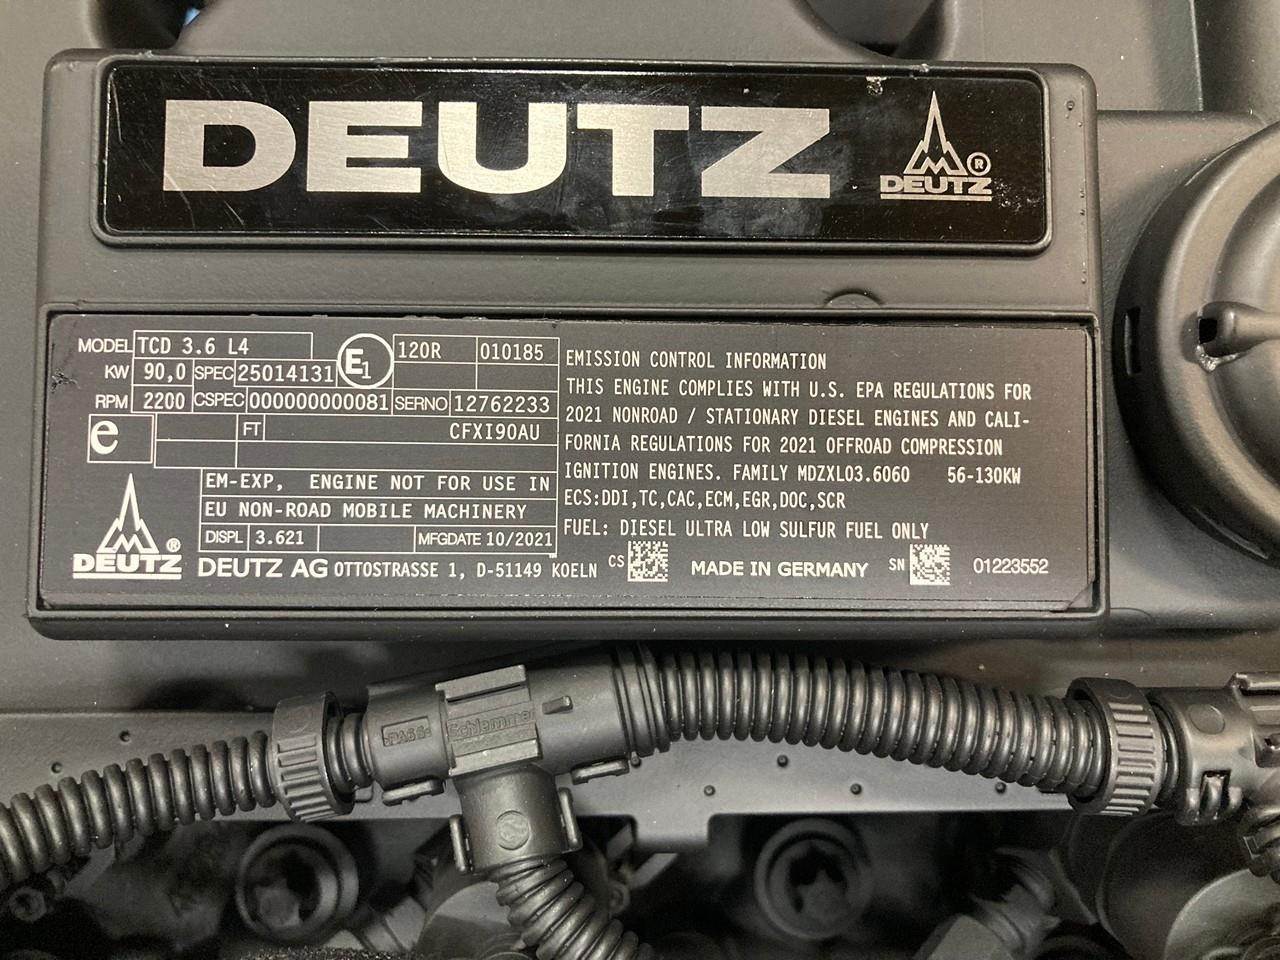 DEUTZ
DEUTZ ®
MODEL TCD 3.6 L4 E1 120R 010185
KW 90,0 SPEC 25014131
RPM 2200 CSPEC 000000000081 SERNO 12762233
e FT CFXI90AU
EM-EXP, ENGINE NOT FOR USE IN
EU NON-ROAD MOBILE MACHINERY
DISPL 3.621 MFGDATE 10/2021
EMISSION CONTROL INFORMATION
THIS ENGINE COMPLIES WITH U.S. EPA REGULATIONS FOR
2021 NONROAD / STATIONARY DIESEL ENGINES AND CALI-
FORNIA REGULATIONS FOR 2021 OFFROAD COMPRESSION
IGNITION ENGINES. FAMILY MDZXL03.6060 56-130KW
ECS:DDI,TC,CAC,ECM,EGR,DOC,SCR
FUEL: DIESEL ULTRA LOW SULFUR FUEL ONLY
DEUTZ ® DEUTZ AG OTTOSTRASSE 1, D-51149 KOELN CS MADE IN GERMANY SN 01223552
Schlemmer